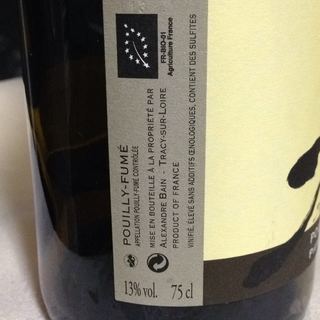 FR-BIO-01
Agriculture France
POUILLY-FUMÉ
APPELLATION POUILLY-FUMÉ CONTRÔLÉE
MISE EN BOUTEILLE À LA PROPRIÉTÉ PAR
ALEXANDRE BAIN - TRACY-SUR-LOIRE
PRODUCT OF FRANCE
VINIFIÉ, ÉLEVÉ SANS ADDITIFS ŒNOLOGIQUES, CONTIENT DES SULFITES
13% vol. 75 cl